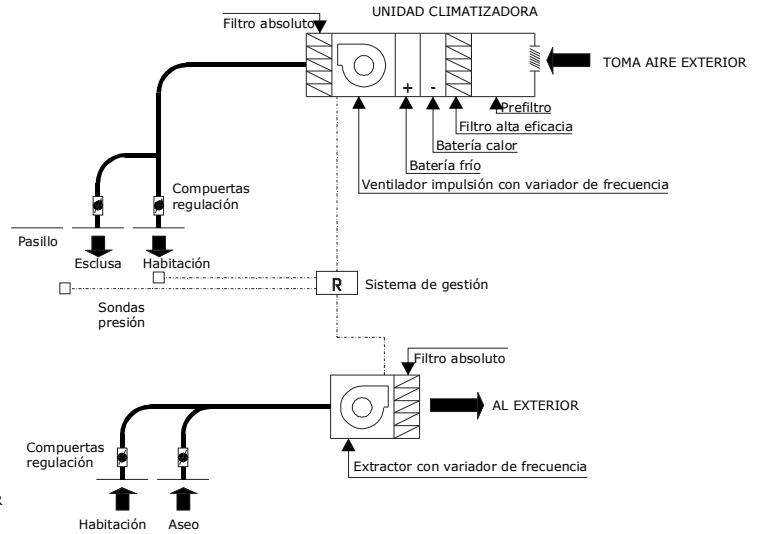 UNIDAD CLIMATIZADORA
Filtro absoluto
TOMA AIRE EXTERIOR
+
-
Prefiltro
Filtro alta eficacia
Batería calor
Batería frío
Ventilador impulsión con variador de frecuencia
Compuertas
regulación
Pasillo
Esclusa
Habitación
R
Sistema de gestión
Sondas
presión
Filtro absoluto
AL EXTERIOR
Compuertas
regulación
Extractor con variador de frecuencia
R
Habitación
Aseo